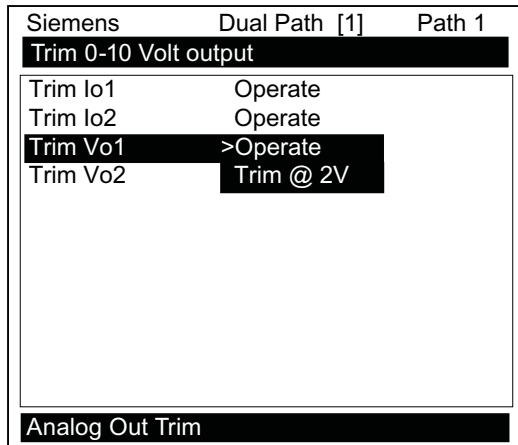 Siemens Dual Path [1] Path 1
Trim 0-10 Volt output
Trim Io1 Operate
Trim Io2 Operate
Trim Vo1 >Operate
Trim Vo2 Trim @ 2V
Analog Out Trim